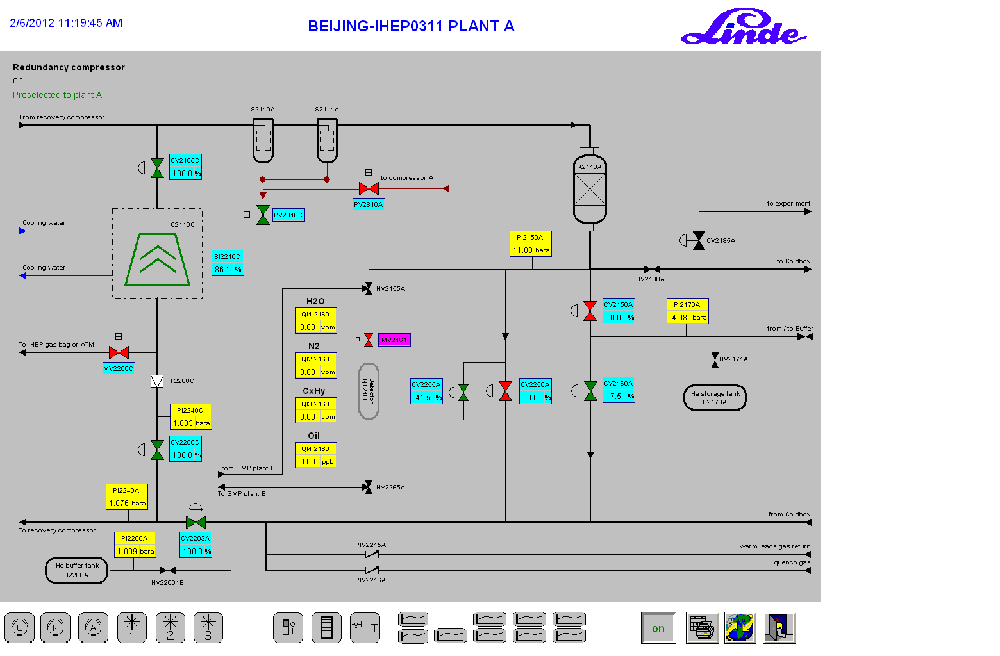 2/6/2012 11:19:45 AM
BEIJING-IHEP0311 PLANT A
Linde
Redundancy compressor
on
Preselected to plant A
S2110A
S2111A
From recovery compressor
CV2105C
100.0 %
A2140A
to compressor A
PV2810A
PV2810C
to experiment
Cooling water
C2110C
PI2150A
11.80 bara
CV2185A
SI2210C
86.1 %
Cooling water
to Coldbox
HV2180A
HV2155A
H2O
QI1 2160
0.00 vpm
CV2150A
0.0 %
PI2170A
4.98 bara
from / to Buffer
MV2161
To IHEP gas bag or ATM
N2
QI2 2160
0.00 vpm
HV2171A
MV2200C
F2200C
Detector
QT2160
CV2255A
41.5 %
CV2250A
0.0 %
CV2160A
7.5 %
He storage tank
D2170A
CxHy
QI3 2160
0.00 vpm
PI2240C
1.033 bara
Oil
QI4 2160
0.00 ppb
CV2200C
100.0 %
From GMP plant B
To GMP plant B
HV2265A
PI2240A
1.076 bara
from Coldbox
To recovery compressor
PI2200A
1.099 bara
CV2203A
100.0 %
NV2215A
warm leads gas return
quench gas
He buffer tank
D2200A
HV22001B
NV2216A
C
R
A
1
2
3
on